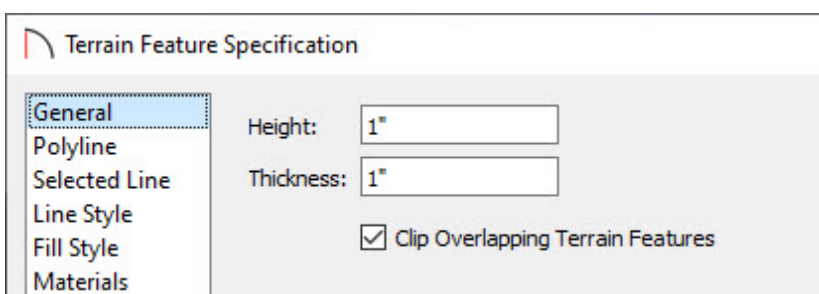 Terrain Feature Specification
General
Polyline
Selected Line
Line Style
Fill Style
Materials
Height: 1"
Thickness: 1"
Clip Overlapping Terrain Features